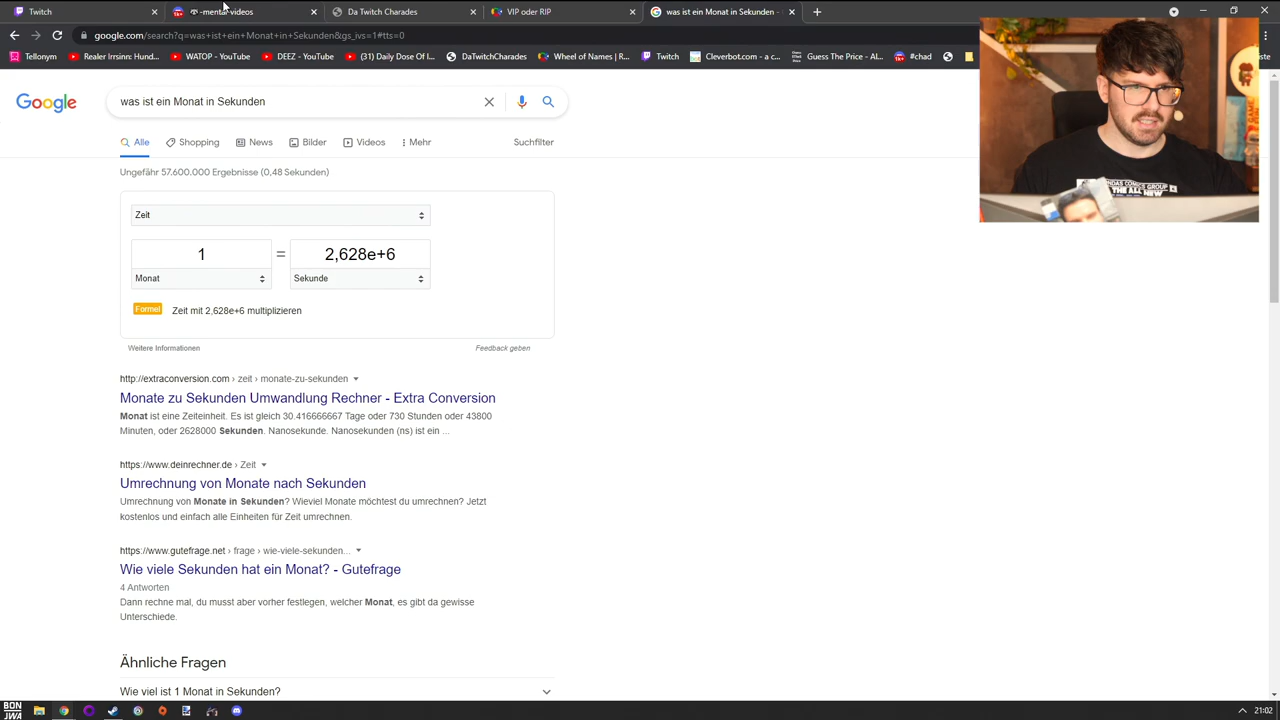 Twitch
-mental-videos
Da Twitch Charades
VIP oder RIP
was ist ein Monat in Sekunden -
google.com/search?q=was+ist+ein+Monat+in+Sekunden&gs_ivs=1#tts=0
Tellonym
Realer Irrsinn: Hund...
WATOP - YouTube
DEEZ - YouTube
(31) Daily Dose Of I...
DaTwitchCharades
Wheel of Names | R...
Twitch
Cleverbot.com - a c...
Guess The Price - Al...
#chad
Google
was ist ein Monat in Sekunden
Alle
Shopping
News
Bilder
Videos
Mehr
Suchfilter
Ungefähr 57.600.000 Ergebnisse (0,48 Sekunden)
Zeit
1
=
2,628e+6
Monat
Sekunde
Formel
Zeit mit 2,628e+6 multiplizieren
Weitere Informationen
Feedback geben
http://extraconversion.com › zeit › monate-zu-sekunden
Monate zu Sekunden Umwandlung Rechner - Extra Conversion
Monat ist eine Zeiteinheit. Es ist gleich 30.416666667 Tage oder 730 Stunden oder 43800
Minuten, oder 2628000 Sekunden. Nanosekunde. Nanosekunden (ns) ist ein ...
https://www.deinrechner.de › Zeit
Umrechnung von Monate nach Sekunden
Umrechnung von Monate in Sekunden? Wieviel Monate möchtest du umrechnen? Jetzt
kostenlos und einfach alle Einheiten für Zeit umrechnen.
https://www.gutefrage.net › frage › wie-viele-sekunden...
Wie viele Sekunden hat ein Monat? - Gutefrage
4 Antworten
Dann rechne mal, du musst aber vorher festlegen, welcher Monat, es gibt da gewisse
Unterschiede.
Ähnliche Fragen
Wie viel ist 1 Monat in Sekunden?
BON
JWA
21:02